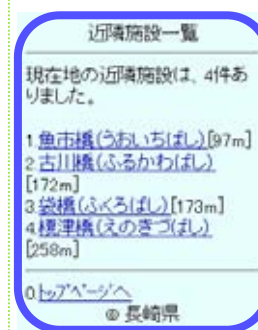 近隣施設一覧
現在地の近隣施設は、4件あ
りました。
1.魚市橋(うおいちばし)[97m]
2.古川橋(ふるかわばし)
[172m]
3.袋橋(ふくろばし)[173m]
4.榎津橋(えのきづばし)
[258m]
0.トップページへ
© 長崎県